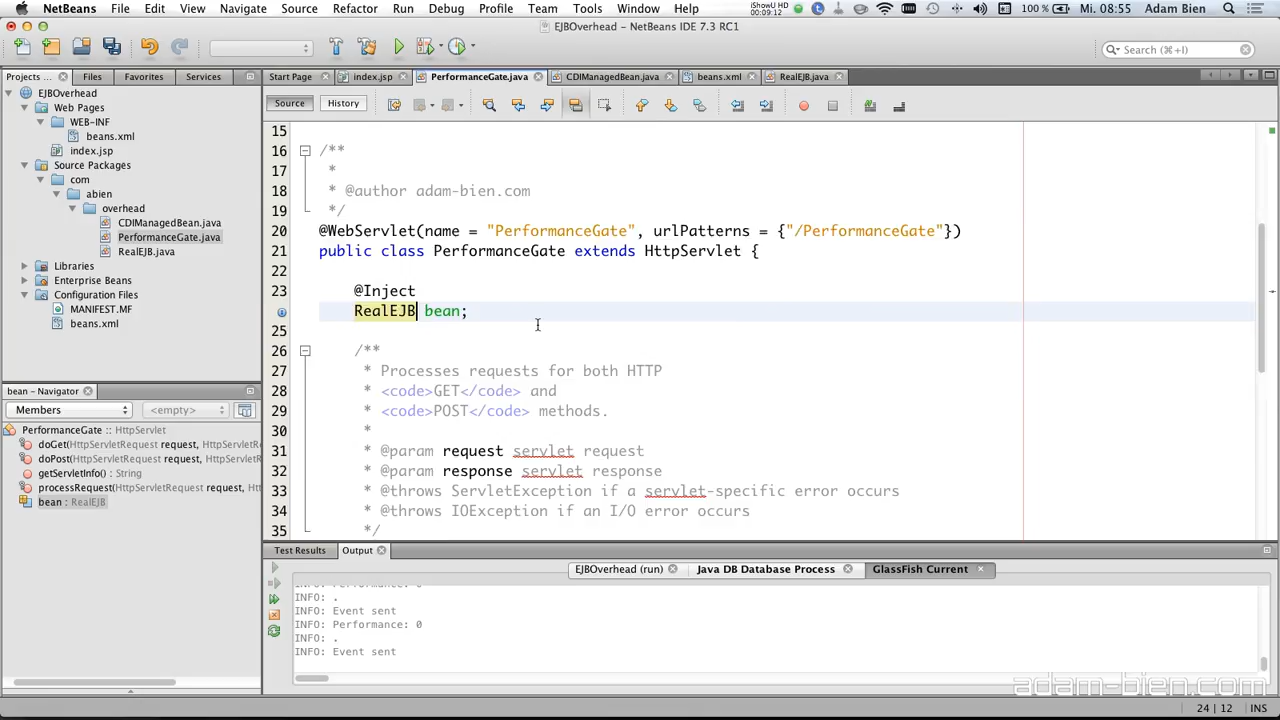 NetBeans File Edit View Navigate Source Refactor Run Debug Profile Team Tools Window Help iShowU HD 00:09:12 100 % Mi. 08:55 Adam Bien
EJBOverhead – NetBeans IDE 7.3 RC1
Search (⌘+I)
Projects ... Files Favorites Services
Start Page index.jsp PerformanceGate.java CDIManagedBean.java beans.xml RealEJB.java
Source History
EJBOverhead
Web Pages
WEB-INF
beans.xml
index.jsp
Source Packages
com
abien
overhead
CDIManagedBean.java
PerformanceGate.java
RealEJB.java
Libraries
Enterprise Beans
Configuration Files
MANIFEST.MF
beans.xml
15
16 /**
17 *
18 * @author adam-bien.com
19 */
20 @WebServlet(name = "PerformanceGate", urlPatterns = {"/PerformanceGate"})
21 public class PerformanceGate extends HttpServlet {
22
23 @Inject
RealEJB bean;
25
26 /**
27 * Processes requests for both HTTP
28 * <code>GET</code> and
29 * <code>POST</code> methods.
30 *
31 * @param request servlet request
32 * @param response servlet response
33 * @throws ServletException if a servlet-specific error occurs
34 * @throws IOException if an I/O error occurs
35 */
bean – Navigator
Members <empty>
PerformanceGate :: HttpServlet
doGet(HttpServletRequest request, HttpServletR
doPost(HttpServletRequest request, HttpServlet
getServletInfo() : String
processRequest(HttpServletRequest request, Htt
bean : RealEJB
Test Results Output
EJBOverhead (run) Java DB Database Process GlassFish Current
INFO: Performance: 0
INFO: .
INFO: Event sent
INFO: Performance: 0
INFO: .
INFO: Event sent
adam-bien.com
24 | 12 INS